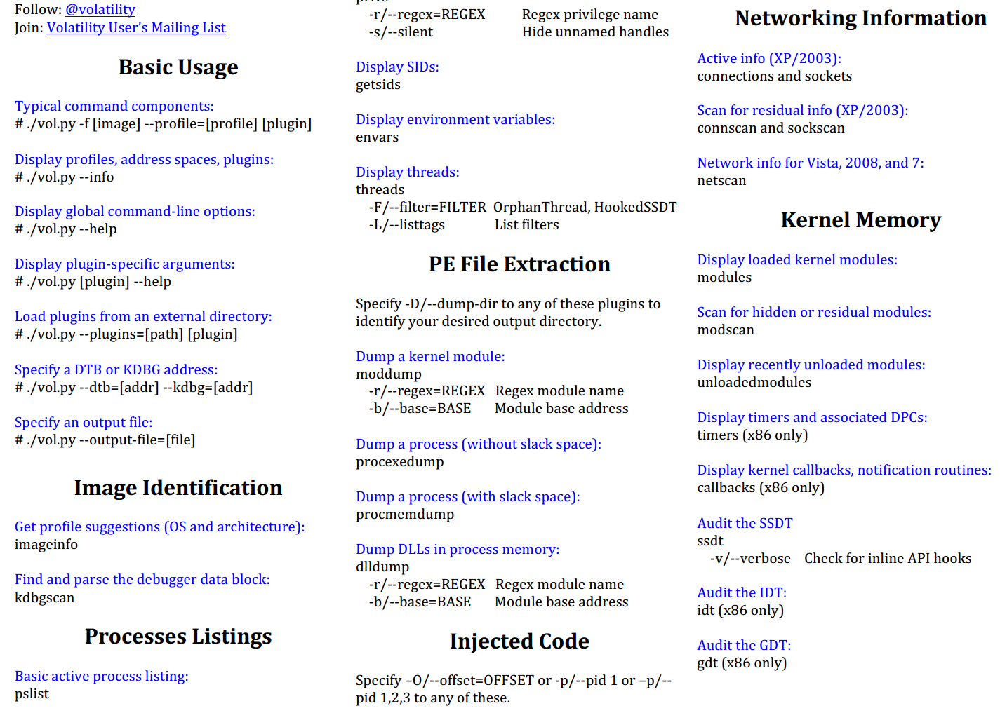 Follow: @volatility
Join: Volatility User's Mailing List
Basic Usage
Typical command components:
# ./vol.py -f [image] --profile=[profile] [plugin]
Display profiles, address spaces, plugins:
# ./vol.py --info
Display global command-line options:
# ./vol.py --help
Display plugin-specific arguments:
# ./vol.py [plugin] --help
Load plugins from an external directory:
# ./vol.py --plugins=[path] [plugin]
Specify a DTB or KDBG address:
# ./vol.py --dtb=[addr] --kdbg=[addr]
Specify an output file:
# ./vol.py --output-file=[file]
Image Identification
Get profile suggestions (OS and architecture):
imageinfo
Find and parse the debugger data block:
kdbgscan
Processes Listings
Basic active process listing:
pslist
-r/--regex=REGEX Regex privilege name
-s/--silent Hide unnamed handles
Display SIDs:
getsids
Display environment variables:
envars
Display threads:
threads
-F/--filter=FILTER OrphanThread, HookedSSDT
-L/--listtags List filters
PE File Extraction
Specify -D/--dump-dir to any of these plugins to
identify your desired output directory.
Dump a kernel module:
moddump
-r/--regex=REGEX Regex module name
-b/--base=BASE Module base address
Dump a process (without slack space):
procexedump
Dump a process (with slack space):
procmemdump
Dump DLLs in process memory:
dlldump
-r/--regex=REGEX Regex module name
-b/--base=BASE Module base address
Injected Code
Specify –O/--offset=OFFSET or -p/--pid 1 or –p/--
pid 1,2,3 to any of these.
Networking Information
Active info (XP/2003):
connections and sockets
Scan for residual info (XP/2003):
connscan and sockscan
Network info for Vista, 2008, and 7:
netscan
Kernel Memory
Display loaded kernel modules:
modules
Scan for hidden or residual modules:
modscan
Display recently unloaded modules:
unloadedmodules
Display timers and associated DPCs:
timers (x86 only)
Display kernel callbacks, notification routines:
callbacks (x86 only)
Audit the SSDT
ssdt
-v/--verbose Check for inline API hooks
Audit the IDT:
idt (x86 only)
Audit the GDT:
gdt (x86 only)